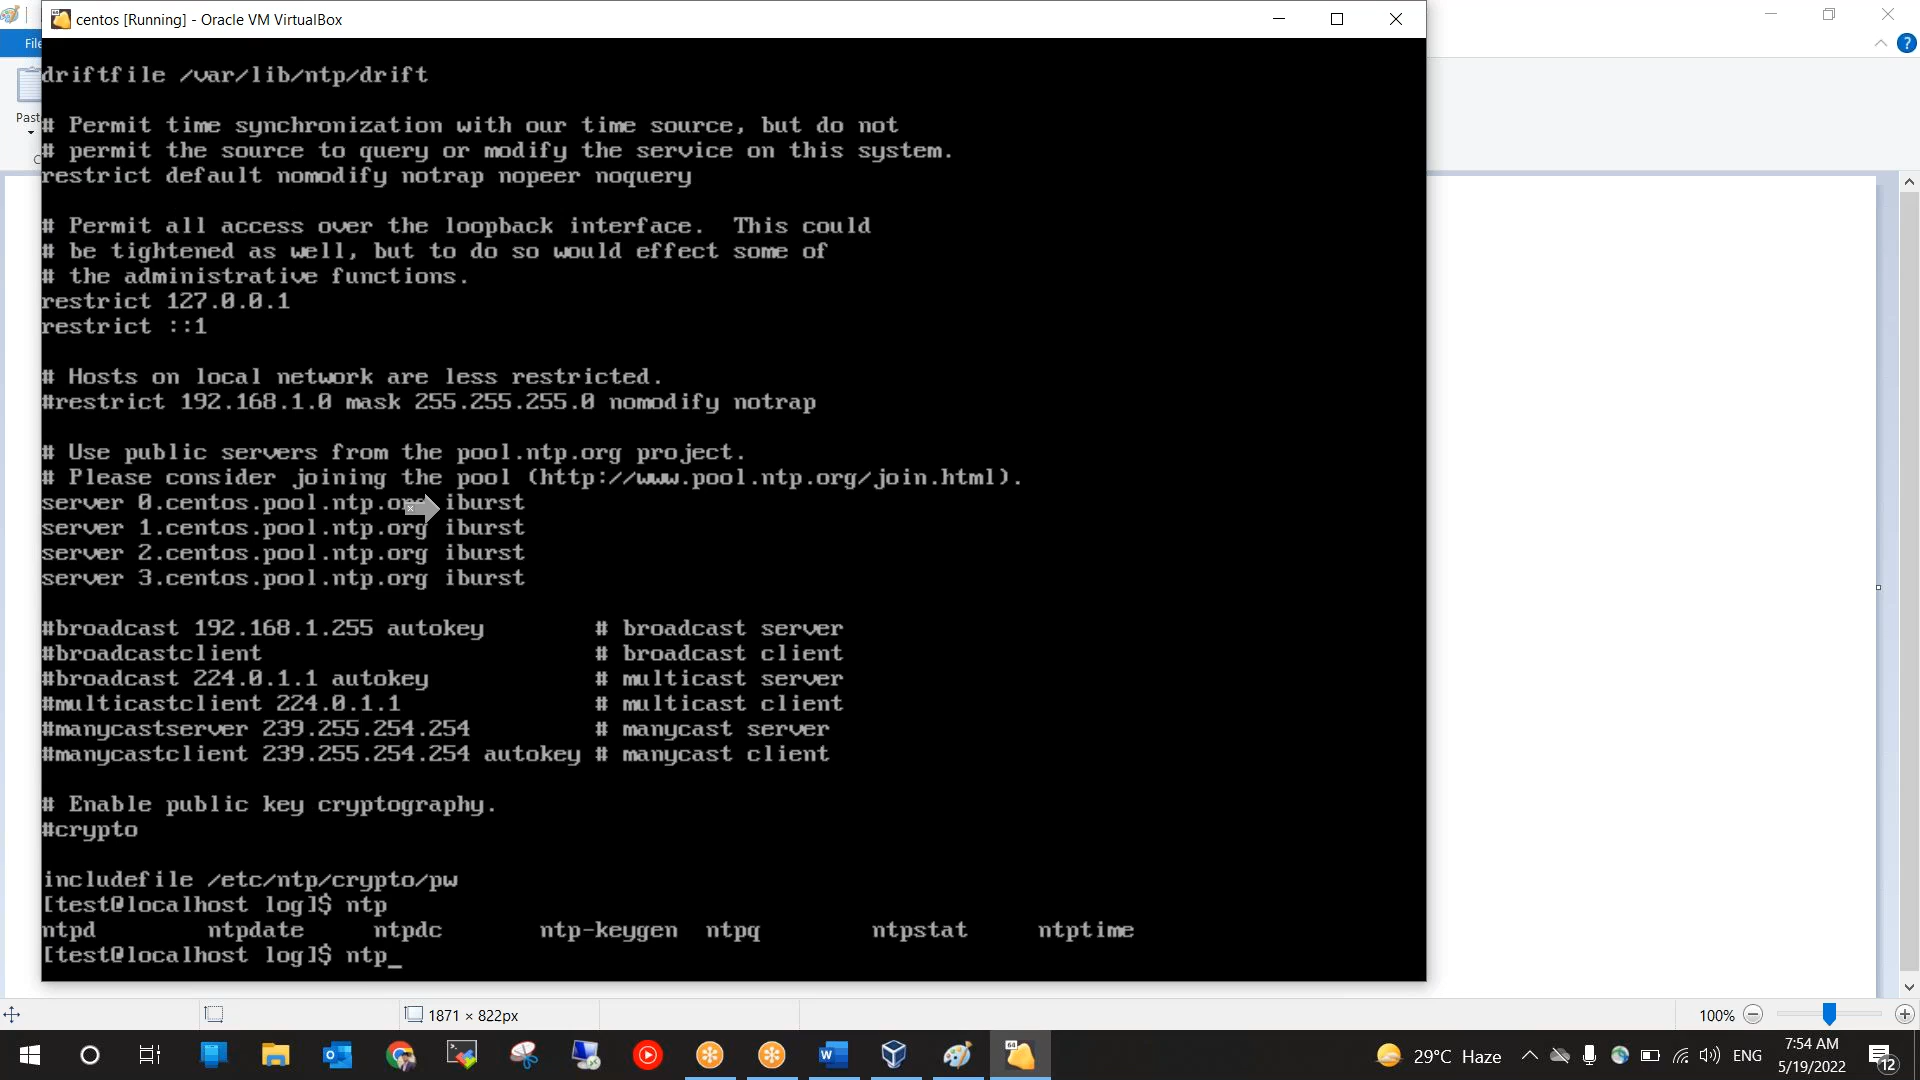 centos [Running] - Oracle VM VirtualBox
File
Past
driftfile /var/lib/ntp/drift
# Permit time synchronization with our time source, but do not
# permit the source to query or modify the service on this system.
restrict default nomodify notrap nopeer noquery
# Permit all access over the loopback interface.  This could
# be tightened as well, but to do so would effect some of
# the administrative functions.
restrict 127.0.0.1
restrict ::1
# Hosts on local network are less restricted.
#restrict 192.168.1.0 mask 255.255.255.0 nomodify notrap
# Use public servers from the pool.ntp.org project.
# Please consider joining the pool (http://www.pool.ntp.org/join.html).
server 0.centos.pool.ntp.org iburst
server 1.centos.pool.ntp.org iburst
server 2.centos.pool.ntp.org iburst
server 3.centos.pool.ntp.org iburst
#broadcast 192.168.1.255 autokey        # broadcast server
#broadcastclient                        # broadcast client
#broadcast 224.0.1.1 autokey            # multicast server
#multicastclient 224.0.1.1              # multicast client
#manycastserver 239.255.254.254         # manycast server
#manycastclient 239.255.254.254 autokey # manycast client
# Enable public key cryptography.
#crypto
includefile /etc/ntp/crypto/pw
[test@localhost log]$ ntp
ntpd        ntpdate     ntpdc       ntp-keygen  ntpq        ntpstat     ntptime
[test@localhost log]$ ntp_
1871 × 822px
100%
29°C Haze
ENG
7:54 AM
5/19/2022
12